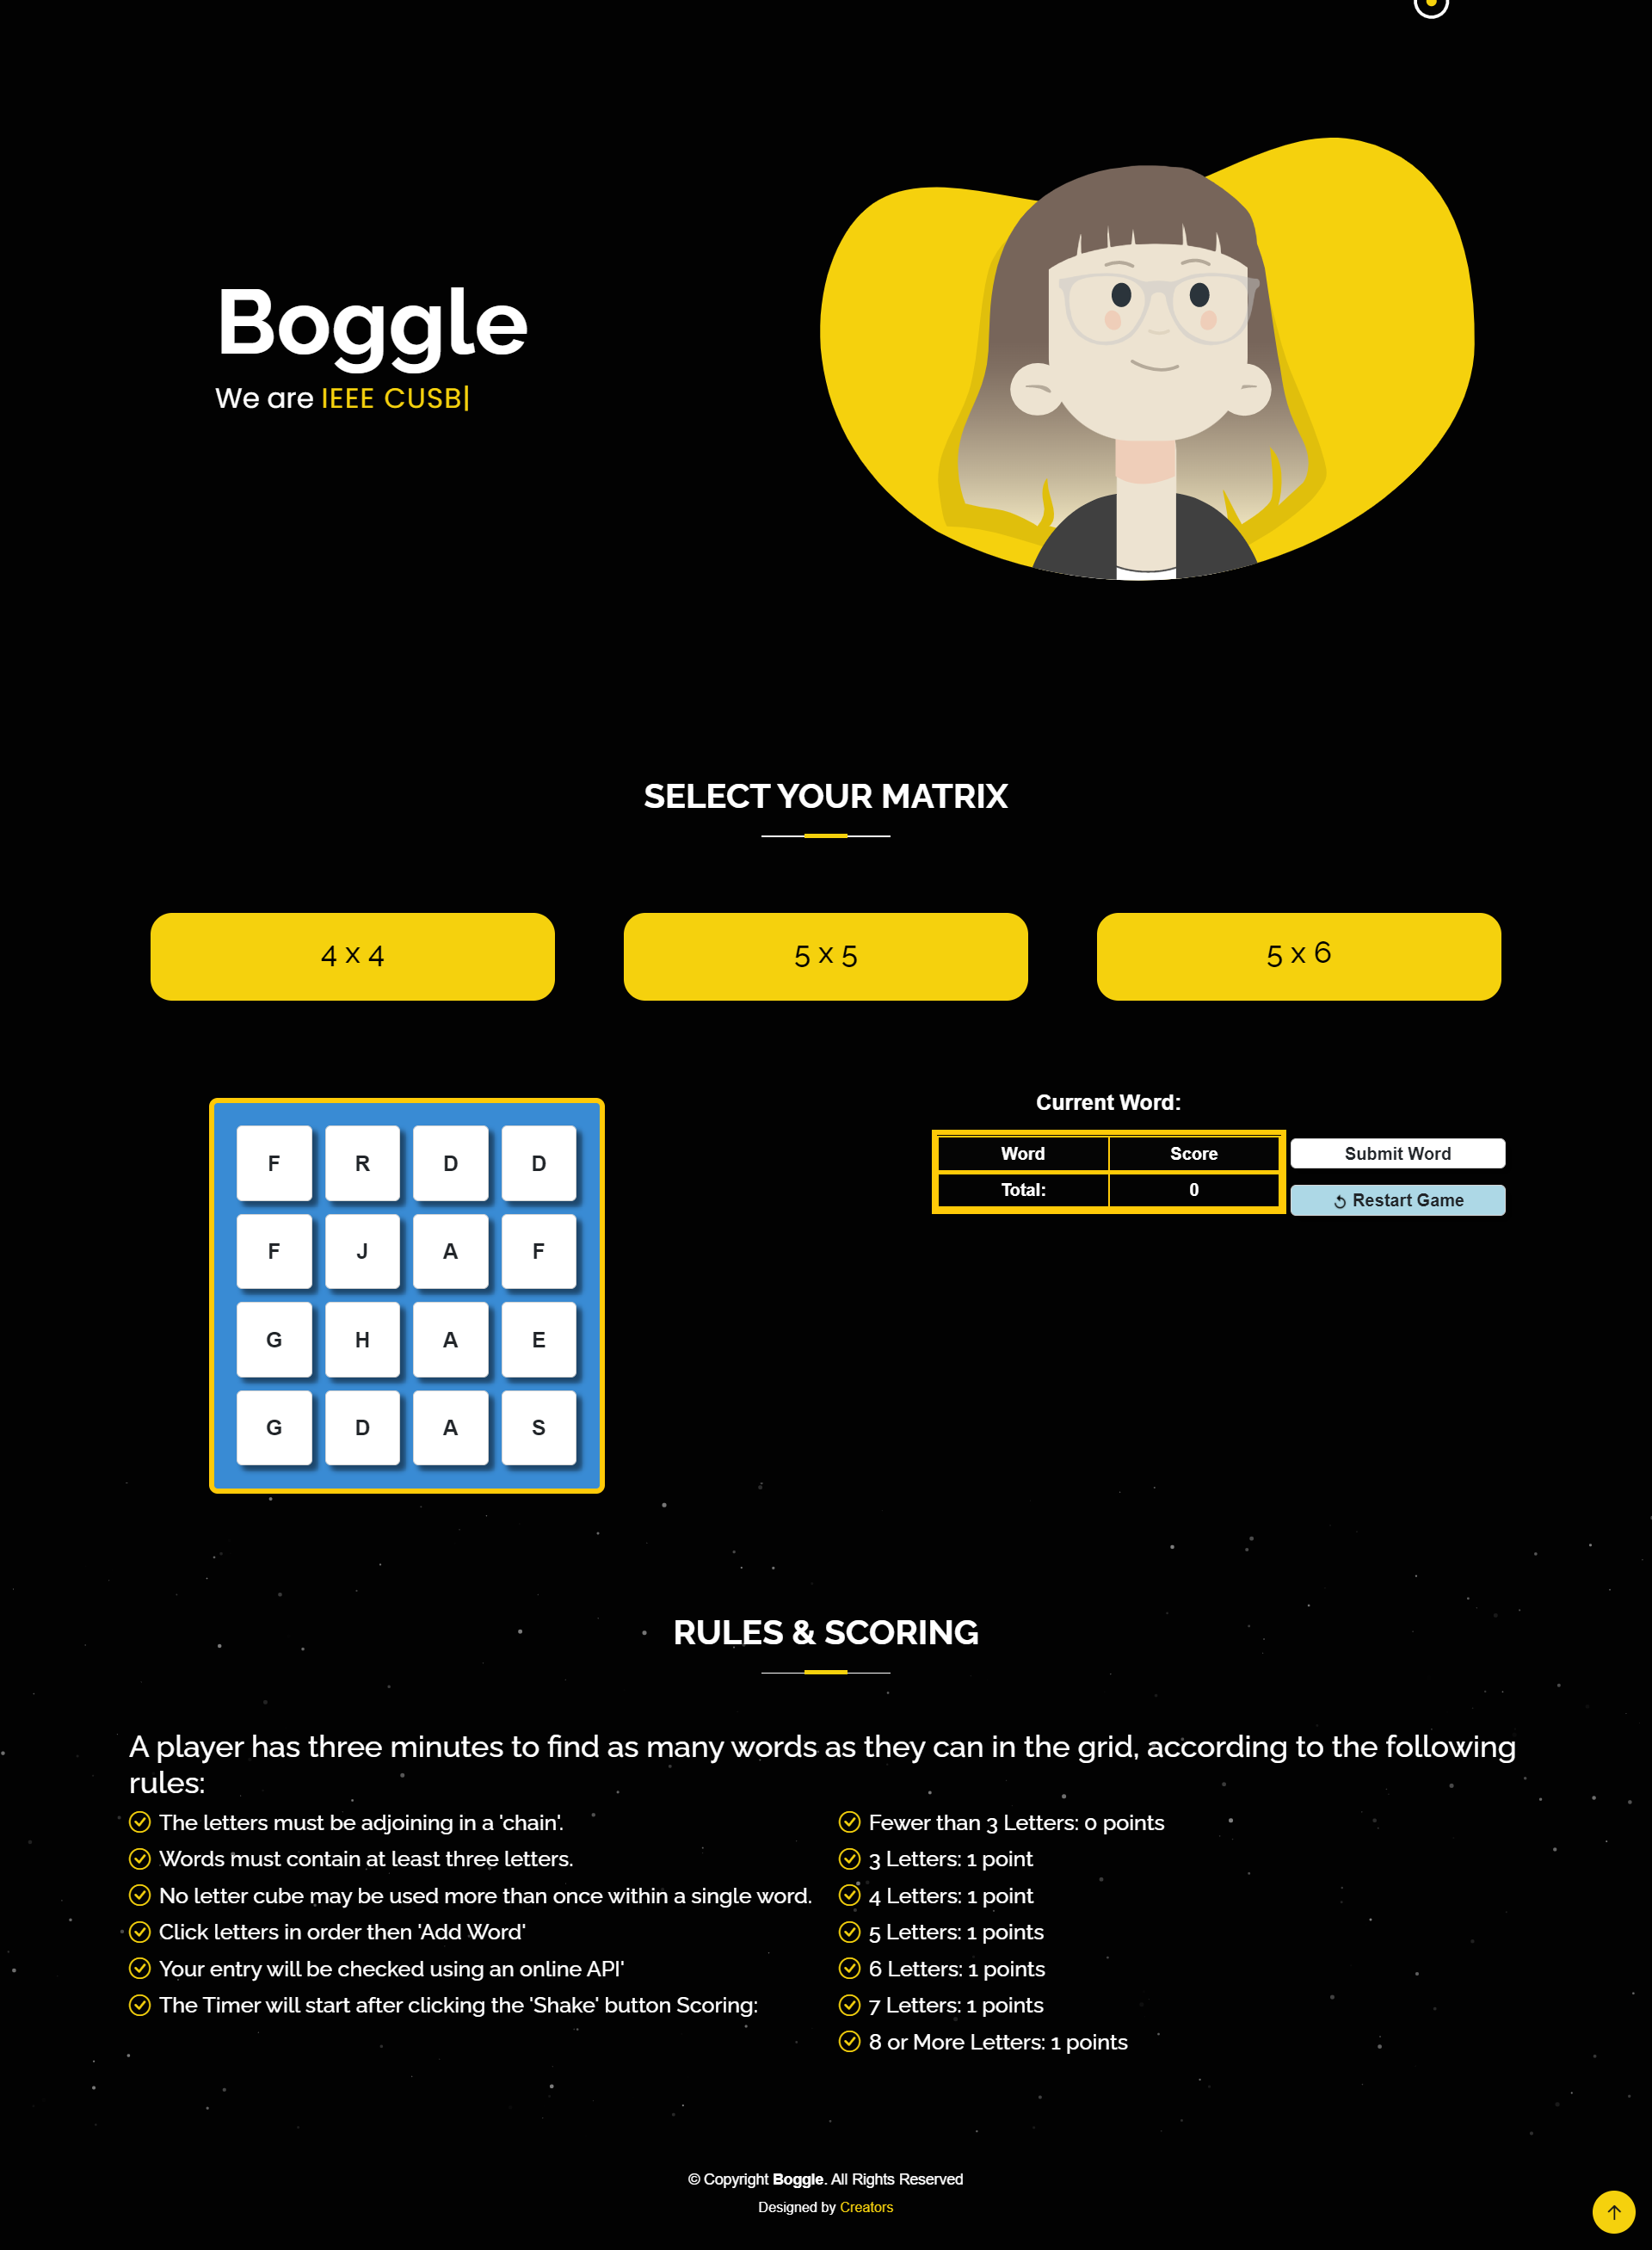 Boggle
We are IEEE CUSB|
SELECT YOUR MATRIX
4 x 4
5 x 5
5 x 6
F R D D
F J A F
G H A E
G D A S
Current Word:
Word Score
Total: 0
Submit Word
Restart Game
RULES & SCORING
A player has three minutes to find as many words as they can in the grid, according to the following
rules:
The letters must be adjoining in a 'chain'.
Words must contain at least three letters.
No letter cube may be used more than once within a single word.
Click letters in order then 'Add Word'
Your entry will be checked using an online API'
The Timer will start after clicking the 'Shake' button Scoring:
Fewer than 3 Letters: 0 points
3 Letters: 1 point
4 Letters: 1 point
5 Letters: 1 points
6 Letters: 1 points
7 Letters: 1 points
8 or More Letters: 1 points
© Copyright Boggle. All Rights Reserved
Designed by Creators